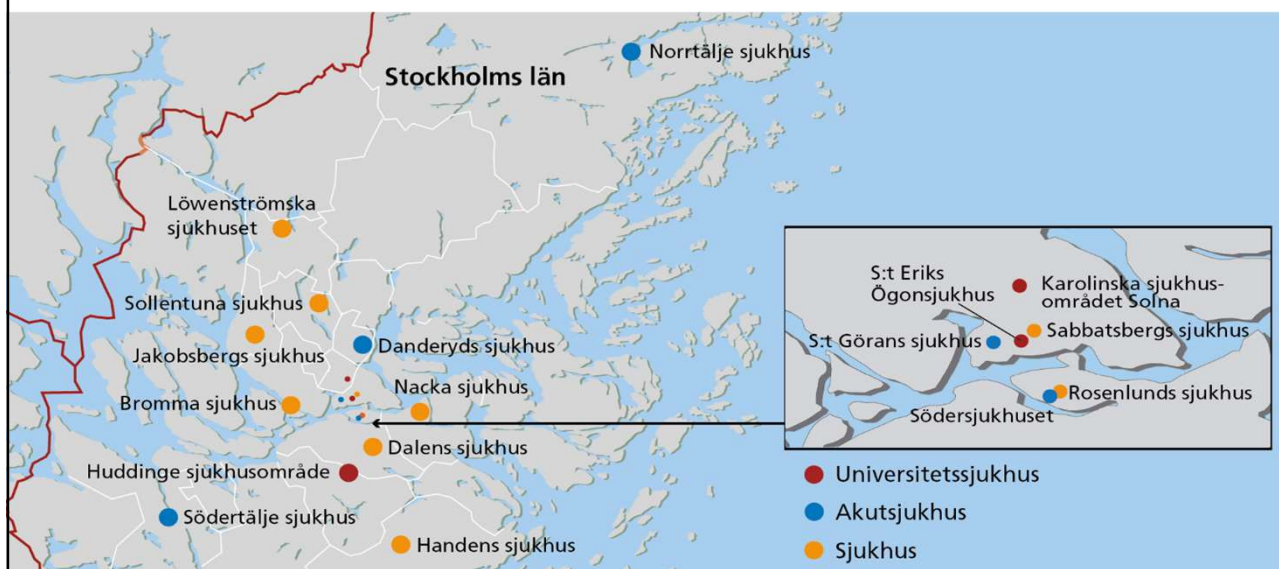 Norrtälje sjukhus
Stockholms län
Löwenströmska
sjukhuset
Sollentuna sjukhus
Jakobsbergs sjukhus
Danderyds sjukhus
Nacka sjukhus
Bromma sjukhus
Dalens sjukhus
Huddinge sjukhusområde
Södertälje sjukhus
Handens sjukhus
S:t Eriks
Ögonsjukhus
Karolinska sjukhus-
området Solna
Sabbatsbergs sjukhus
S:t Görans sjukhus
Rosenlunds sjukhus
Södersjukhuset
Universitetssjukhus
Akutsjukhus
Sjukhus